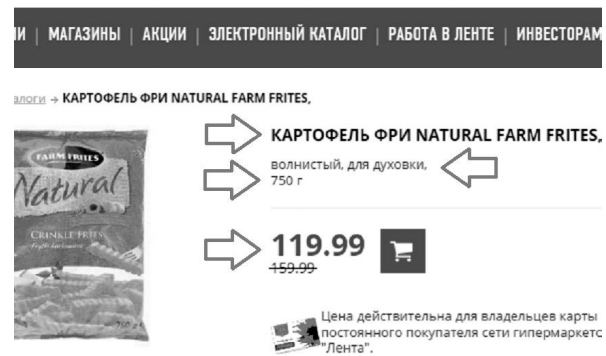 МАГАЗИНЫ | АКЦИИ | ЭЛЕКТРОННЫЙ КАТАЛОГ | РАБОТА В ЛЕНТЕ | ИНВЕСТОРАМ
алоги → КАРТОФЕЛЬ ФРИ NATURAL FARM FRITES,
КАРТОФЕЛЬ ФРИ NATURAL FARM FRITES,
волнистый, для духовки,
750 г
FARM FRITES
Natural
CRINKLE FRIES
119.99
159.99
750 g
Цена действительна для владельцев карты
постоянного покупателя сети гипермаркето
"Лента".